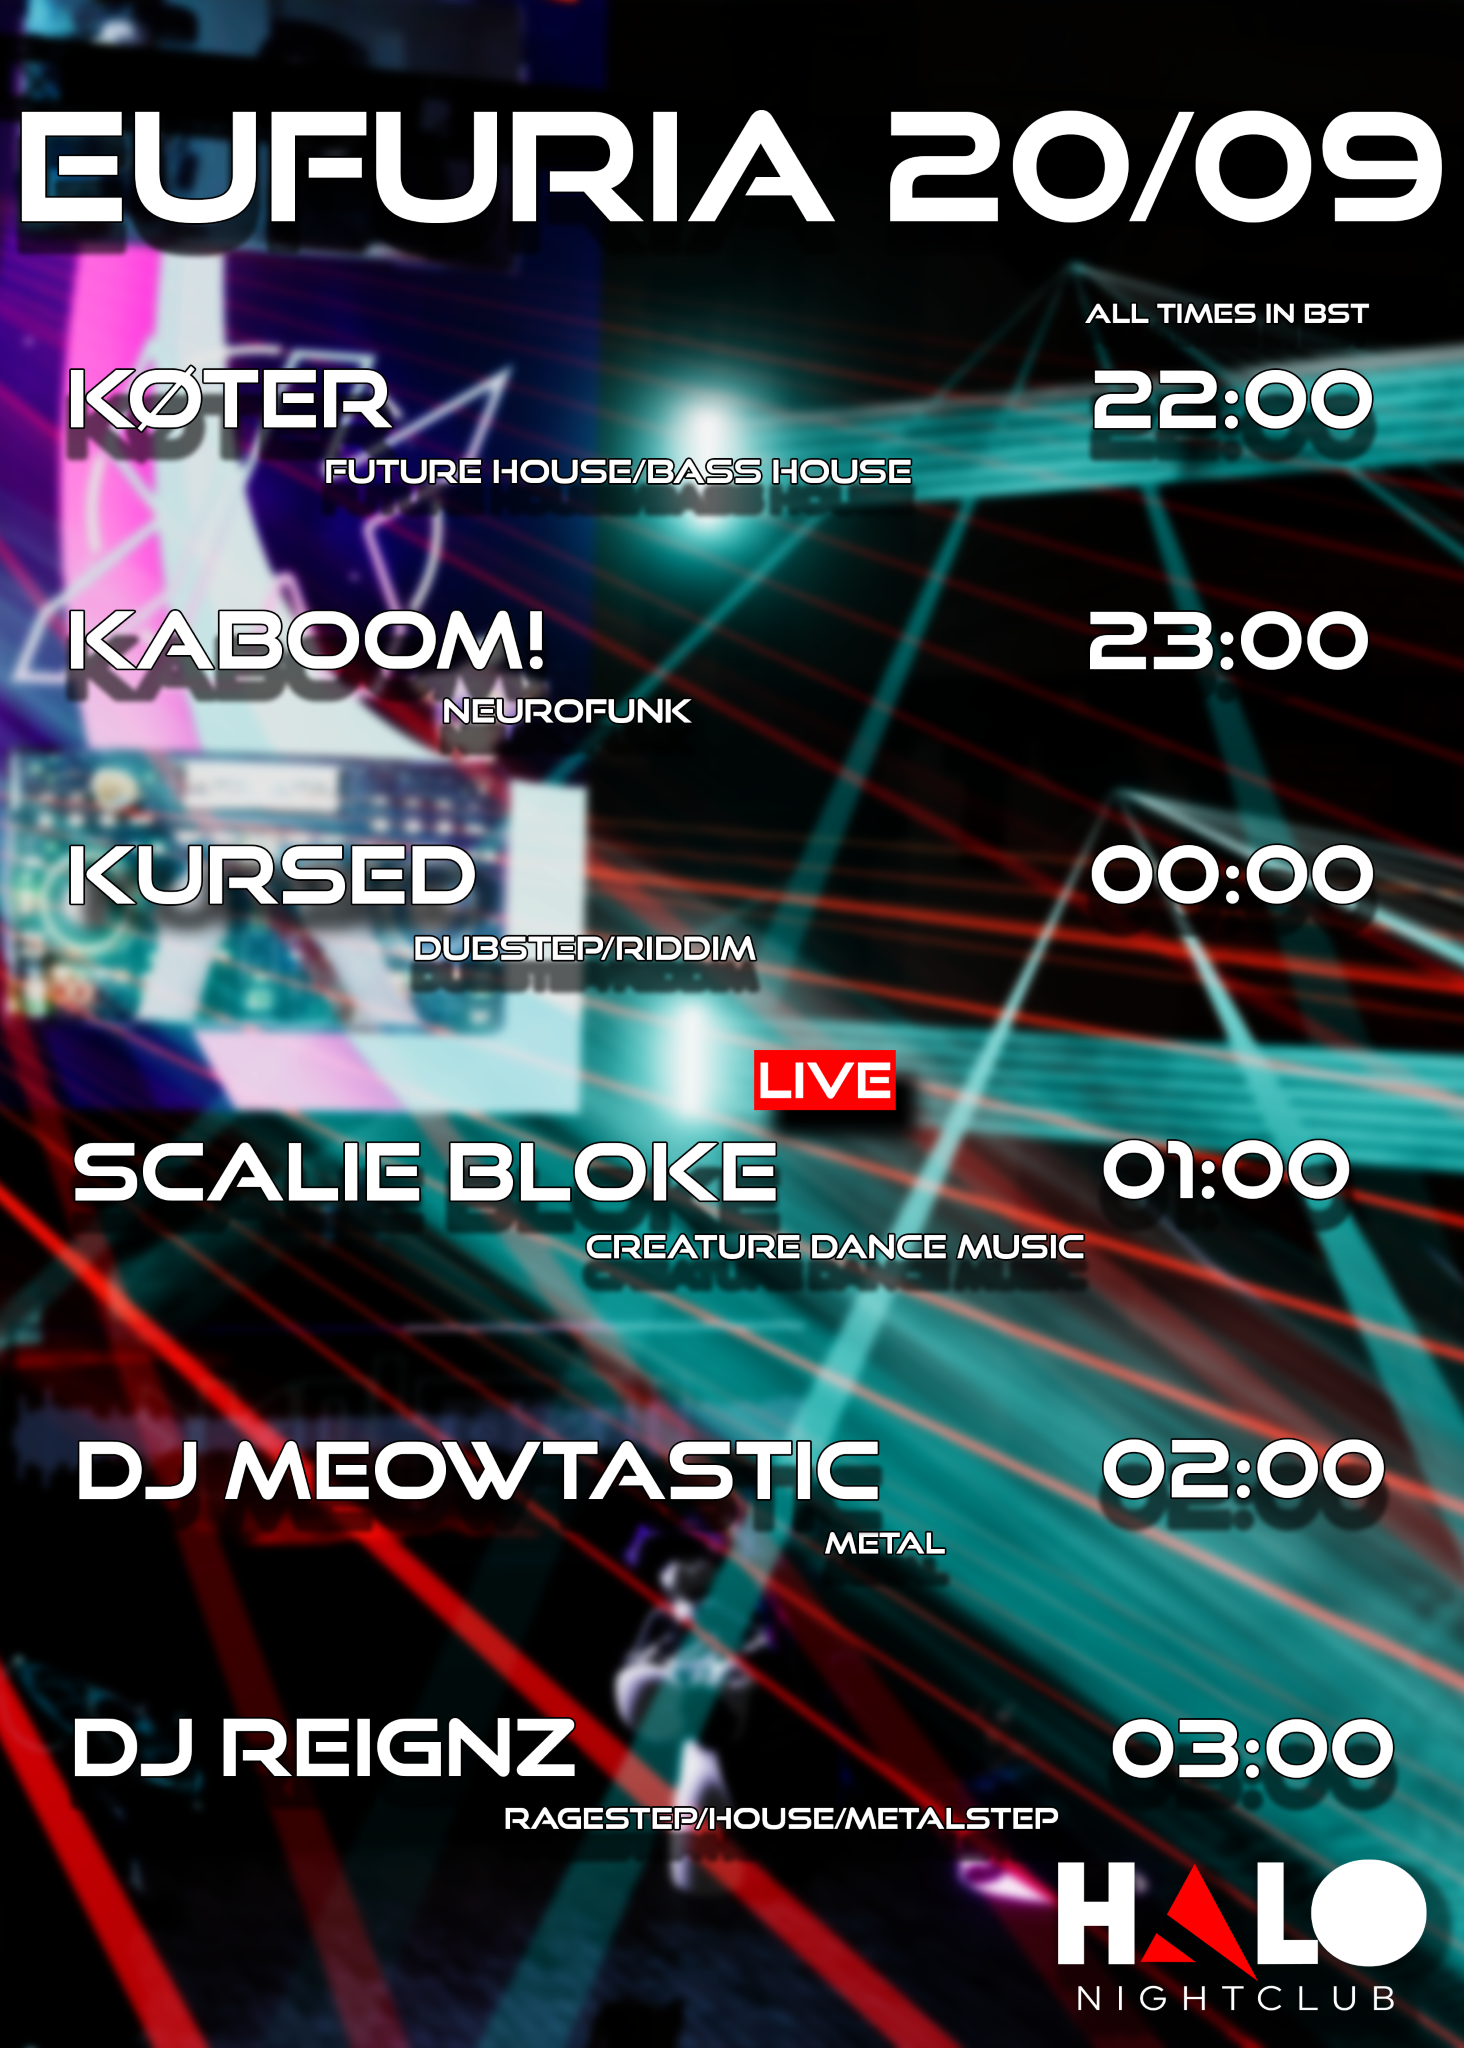 EUFURIA 20/09
ALL TIMES IN BST
KØTER 22:00
FUTURE HOUSE/BASS HOUSE
KABOOM! 23:00
NEUROFUNK
KURSED 00:00
DUBSTEP/RIDDIM
LIVE
SCALIE BLOKE 01:00
CREATURE DANCE MUSIC
DJ MEOWTASTIC 02:00
METAL
DJ REIGNZ 03:00
RAGESTEP/HOUSE/METALSTEP
HALO
NIGHTCLUB